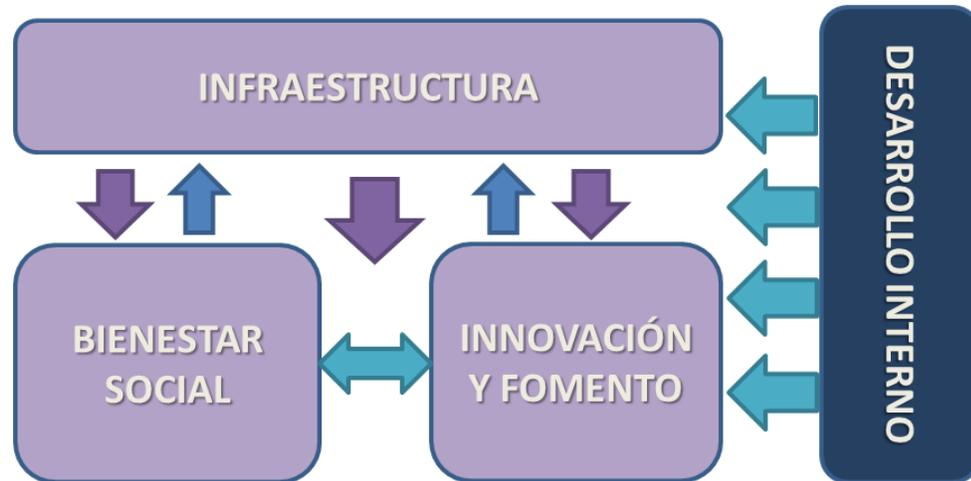 INFRAESTRUCTURA
BIENESTAR
SOCIAL
INNOVACIÓN
Y FOMENTO
DESARROLLO INTERNO